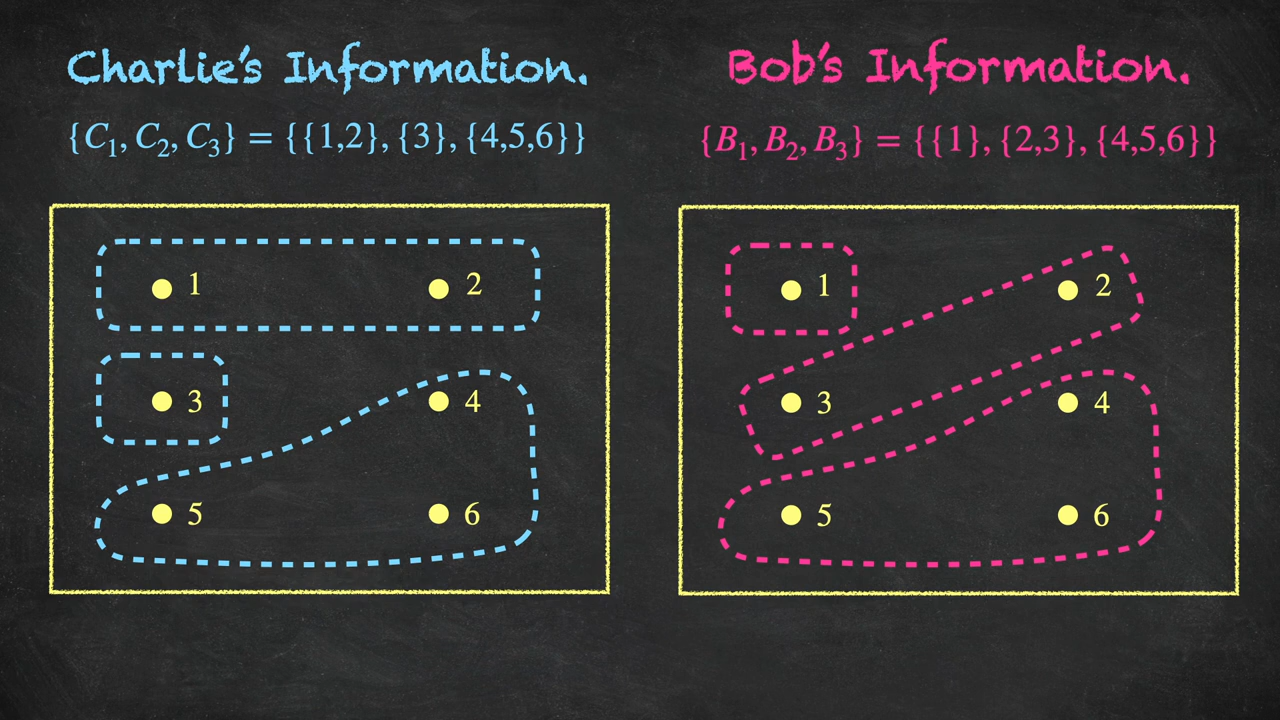 Charlie's Information.
{C₁, C₂, C₃} = {{1,2}, {3}, {4,5,6}}
1 2
3 4
5 6
Bob's Information.
{B₁, B₂, B₃} = {{1}, {2,3}, {4,5,6}}
1 2
3 4
5 6